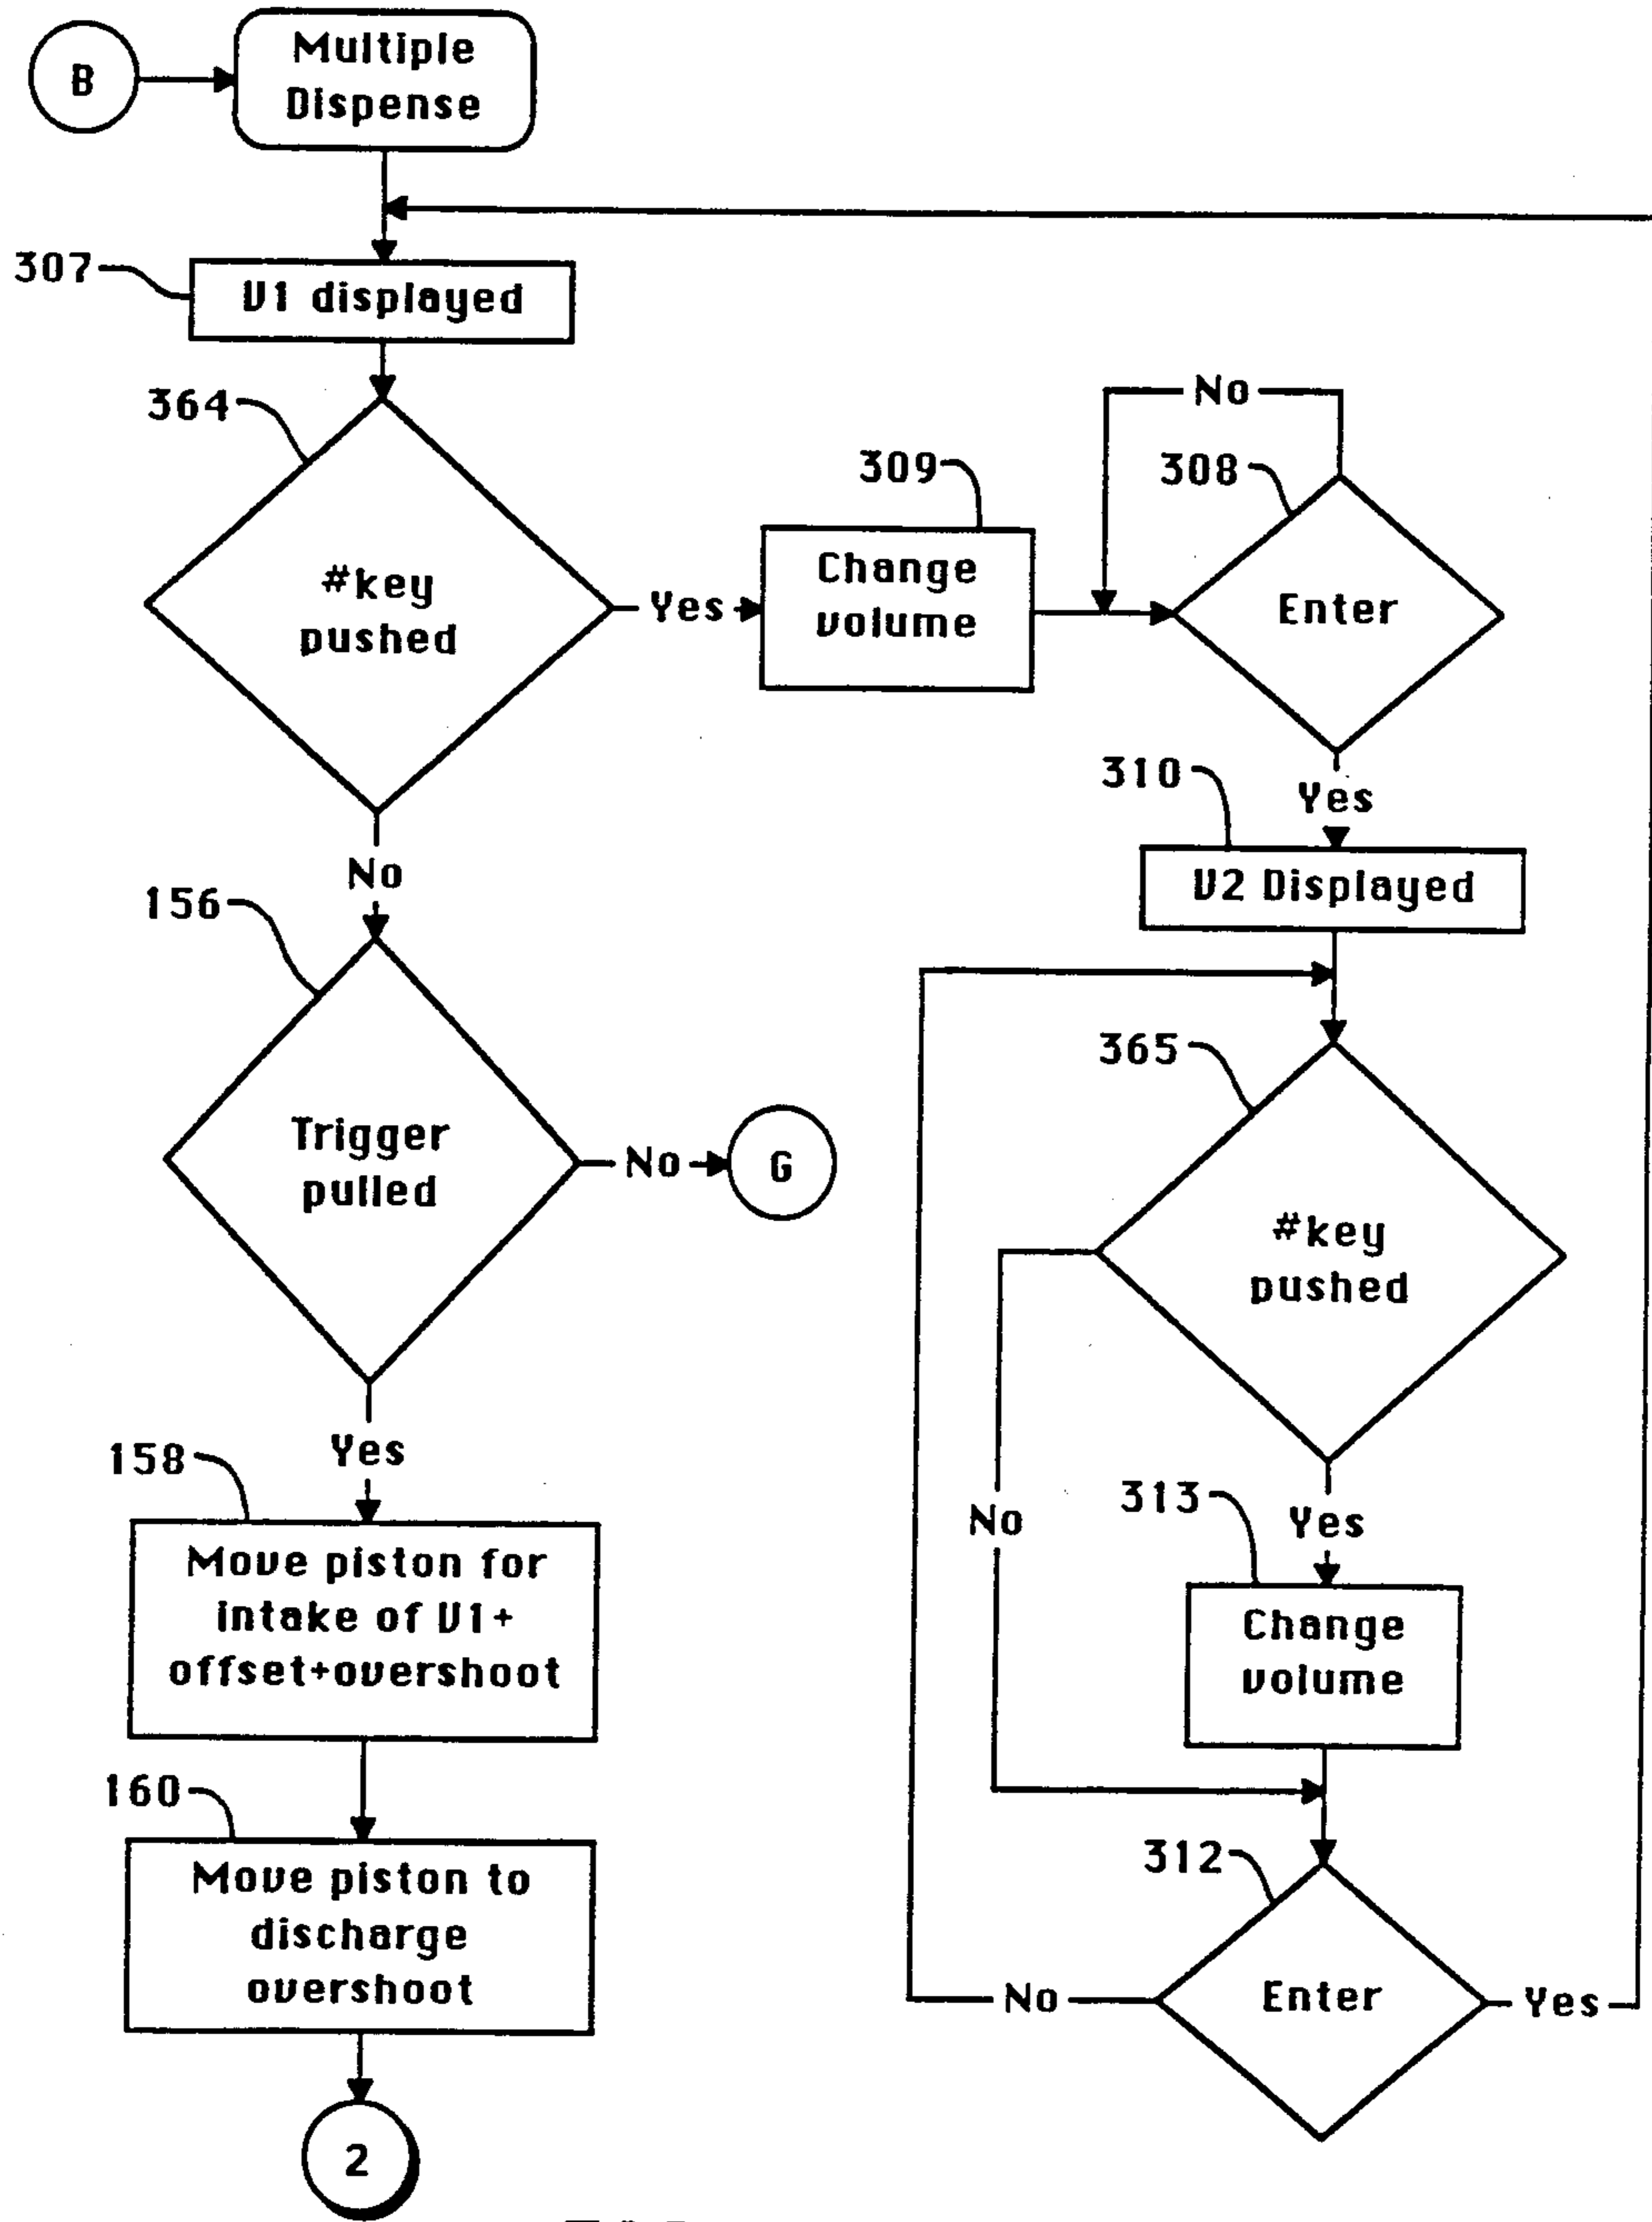 B
Multiple
Dispense
307
V1 displayed
364
#key
pushed
Yes
309
Change
volume
No
308
Enter
Yes
310
V2 Displayed
No
156
Trigger
pulled
No
G
365
#key
pushed
No
Yes
313
Change
volume
Yes
158
Move piston for
intake of V1+
offset+overshoot
160
Move piston to
discharge
overshoot
312
Enter
No
Yes
2